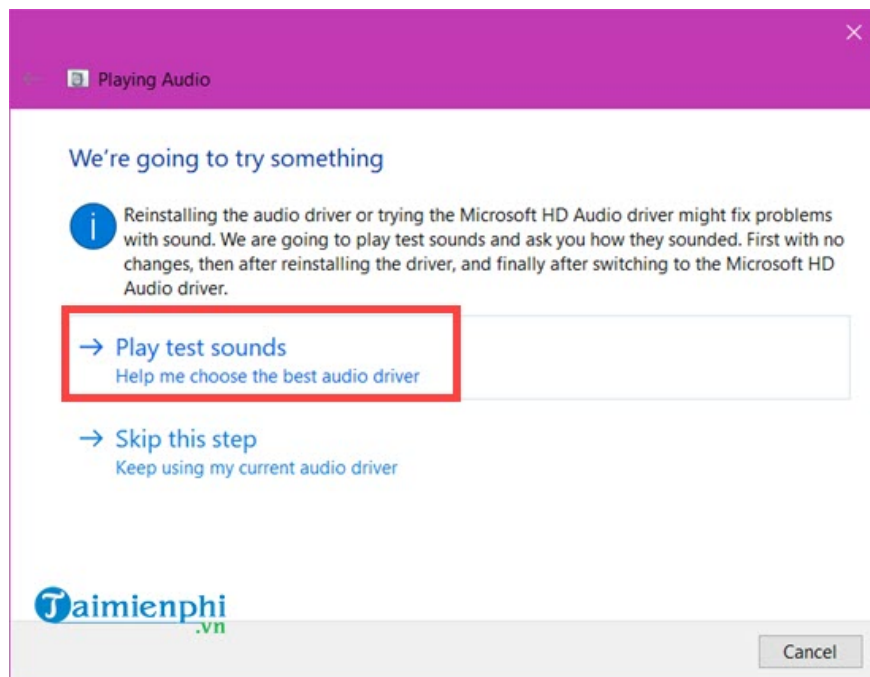 Playing Audio
We're going to try something
Reinstalling the audio driver or trying the Microsoft HD Audio driver might fix problems
with sound. We are going to play test sounds and ask you how they sounded. First with no
changes, then after reinstalling the driver, and finally after switching to the Microsoft HD
Audio driver.
Play test sounds
Help me choose the best audio driver
Skip this step
Keep using my current audio driver
Taimienphi
.vn
Cancel